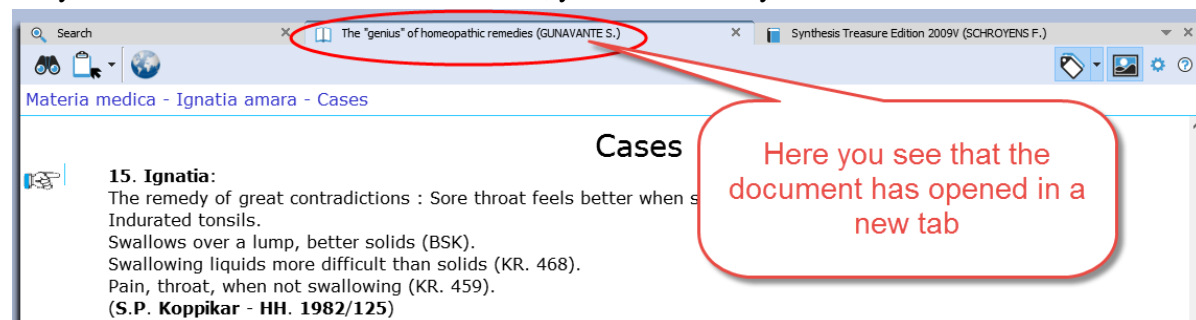 Search
The "genius" of homeopathic remedies (GUNAVANTE S.)
Synthesis Treasure Edition 2009V (SCHROYENS F.)
Materia medica - Ignatia amara - Cases
Cases
15. Ignatia:
The remedy of great contradictions : Sore throat feels better when s
Indurated tonsils.
Swallows over a lump, better solids (BSK).
Swallowing liquids more difficult than solids (KR. 468).
Pain, throat, when not swallowing (KR. 459).
(S.P. Koppikar - HH. 1982/125)
Here you see that the
document has opened in a
new tab